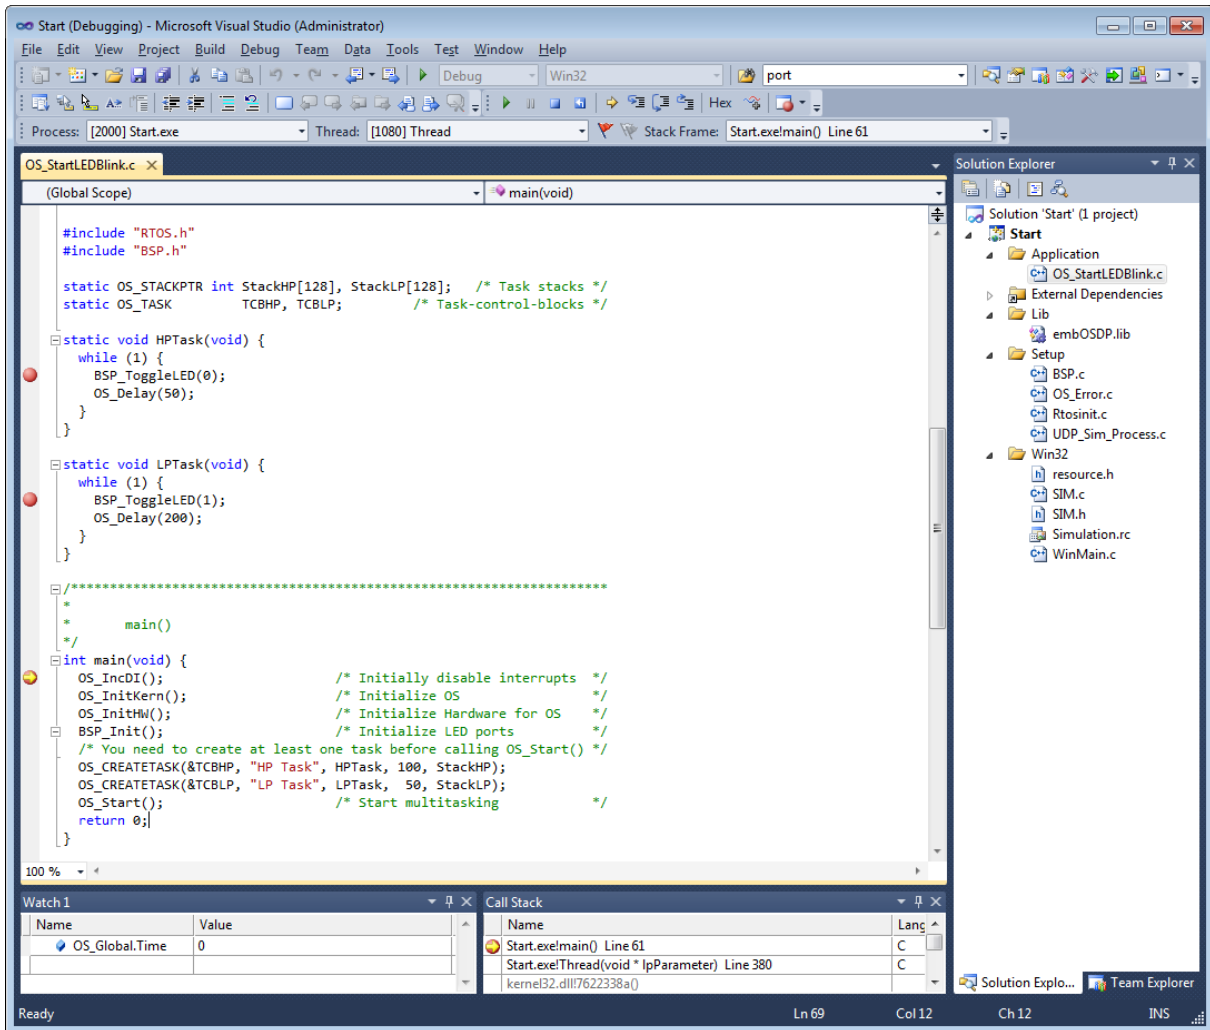 Start (Debugging) - Microsoft Visual Studio (Administrator)
File Edit View Project Build Debug Team Data Tools Test Window Help
Debug Win32 port
Hex
Process: [2000] Start.exe Thread: [1080] Thread Stack Frame: Start.exe!main() Line 61
OS_StartLEDBlink.c
(Global Scope) main(void)
#include "RTOS.h"
#include "BSP.h"
static OS_STACKPTR int StackHP[128], StackLP[128]; /* Task stacks */
static OS_TASK TCBHP, TCBLP; /* Task-control-blocks */
static void HPTask(void) {
while (1) {
BSP_ToggleLED(0);
OS_Delay(50);
}
}
static void LPTask(void) {
while (1) {
BSP_ToggleLED(1);
OS_Delay(200);
}
}
/*********************************************************************
*
* main()
*/
int main(void) {
OS_IncDI(); /* Initially disable interrupts */
OS_InitKern(); /* Initialize OS */
OS_InitHW(); /* Initialize Hardware for OS */
BSP_Init(); /* Initialize LED ports */
/* You need to create at least one task before calling OS_Start() */
OS_CREATETASK(&TCBHP, "HP Task", HPTask, 100, StackHP);
OS_CREATETASK(&TCBLP, "LP Task", LPTask, 50, StackLP);
OS_Start(); /* Start multitasking */
return 0;
}
100 %
Solution Explorer
Solution 'Start' (1 project)
Start
Application
OS_StartLEDBlink.c
External Dependencies
Lib
embOSDP.lib
Setup
BSP.c
OS_Error.c
Rtosinit.c
UDP_Sim_Process.c
Win32
resource.h
SIM.c
SIM.h
Simulation.rc
WinMain.c
Watch 1
Name Value
OS_Global.Time 0
Call Stack
Name Lang
Start.exe!main() Line 61 C
Start.exe!Thread(void * lpParameter) Line 380 C
kernel32.dll!7622338a()
Solution Explo... Team Explorer
Ready Ln 69 Col 12 Ch 12 INS